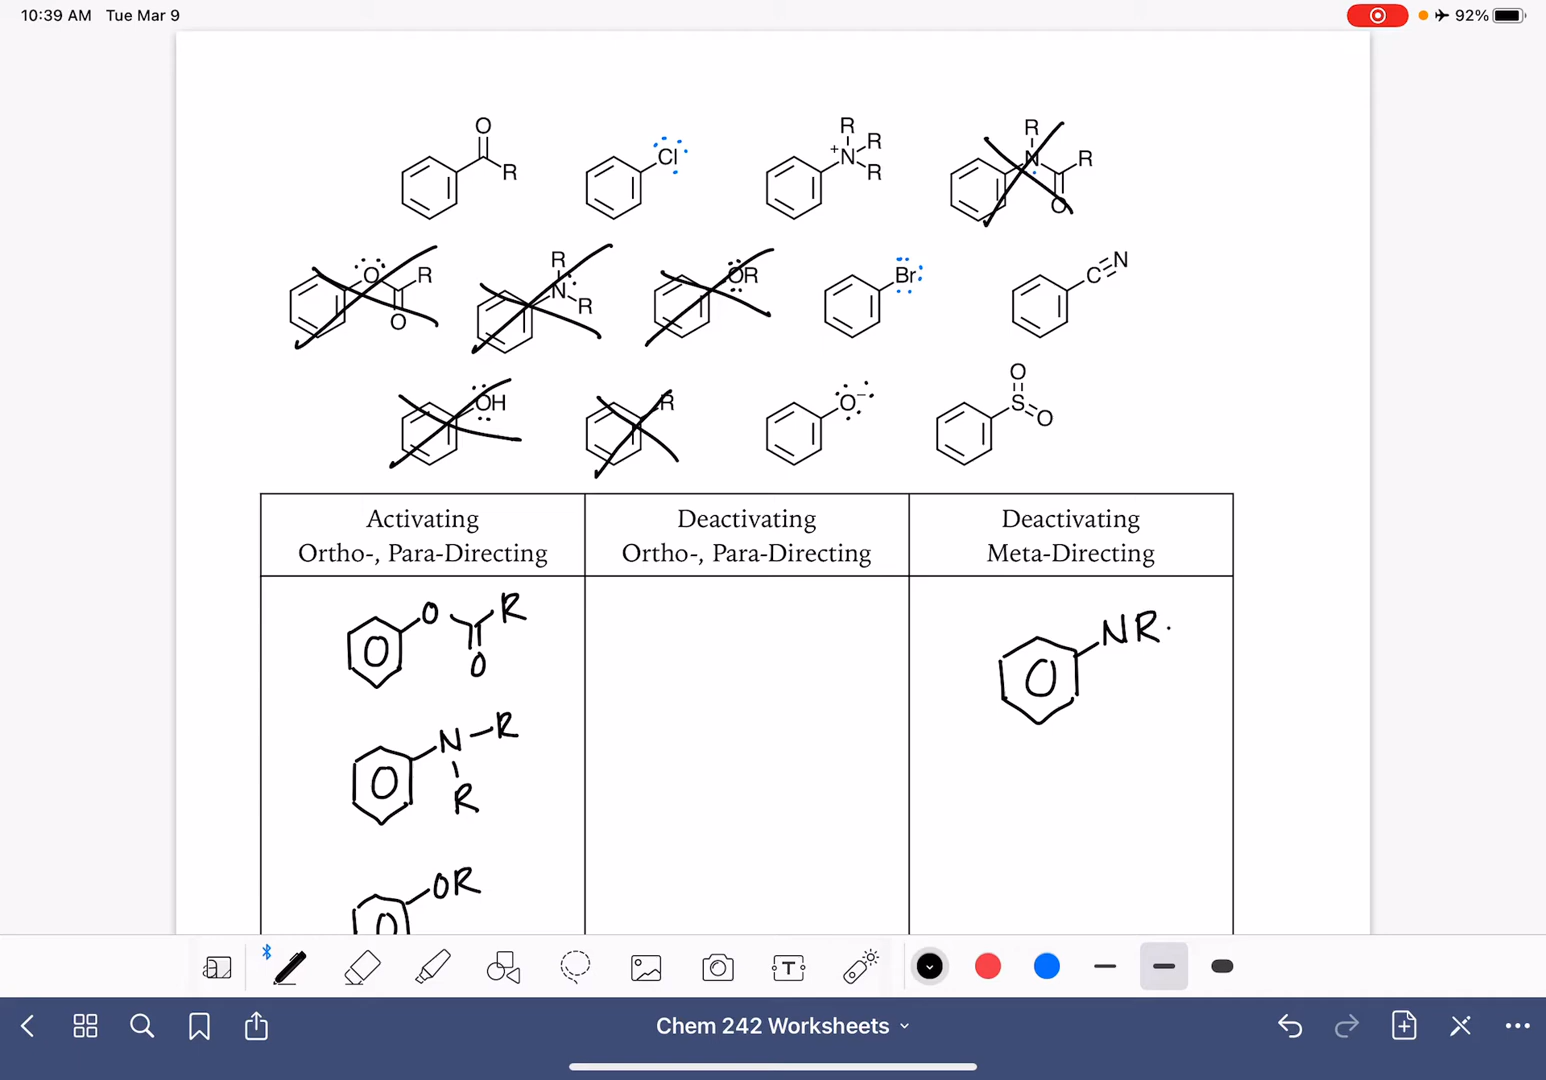 10:39 AM Tue Mar 9
92%
O
R
Cl
R
+N R
R
R
N R
O
O R
O
R
N
R
OR
Br
C≡N
OH
R
O−
O
S
O
Activating
Ortho-, Para-Directing
Deactivating
Ortho-, Para-Directing
Deactivating
Meta-Directing
O R
O
N-R
R
OR
NR
T
Chem 242 Worksheets